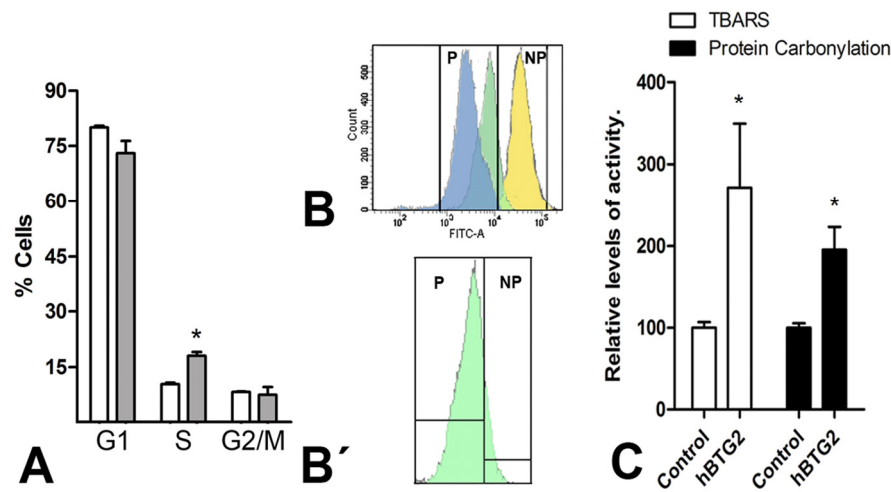 90
75
60
45
30
15
% Cells
*
G1 S G2/M
A
P NP
500
400
300
200
100
0
Count
10² 10³ 10⁴ 10⁵
FITC-A
B
P NP
B´
TBARS
Protein Carbonylation
400
300
200
100
0
Relative levels of activity.
*
*
Control hBTG2 Control hBTG2
C